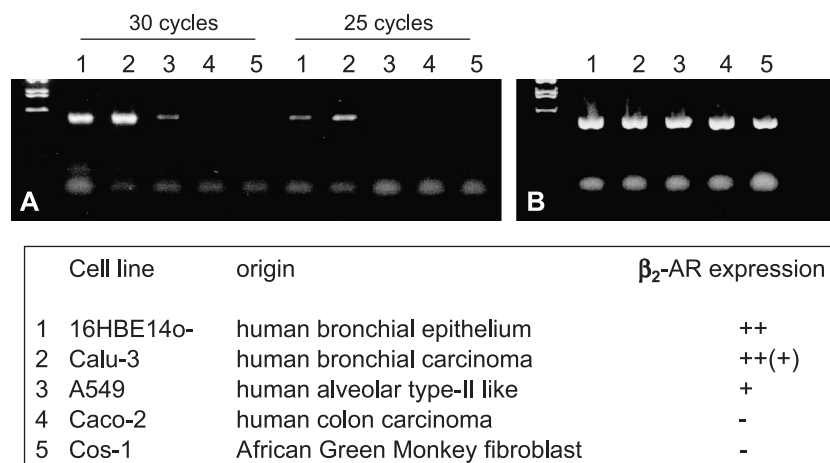 30 cycles 25 cycles
1 2 3 4 5 1 2 3 4 5 1 2 3 4 5
A B
Cell line origin β₂-AR expression
1 16HBE14o- human bronchial epithelium ++
2 Calu-3 human bronchial carcinoma ++(+)
3 A549 human alveolar type-II like +
4 Caco-2 human colon carcinoma -
5 Cos-1 African Green Monkey fibroblast -